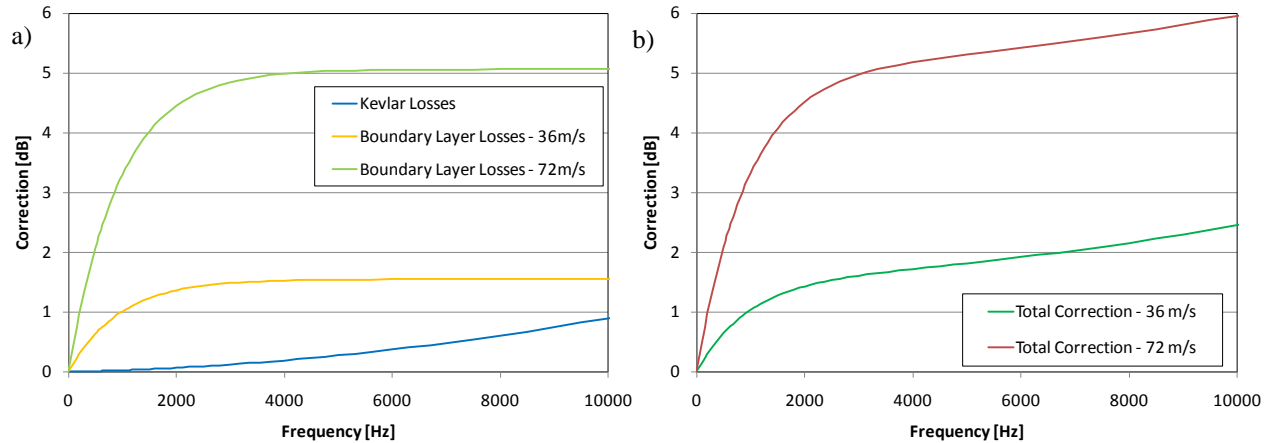 a)
6
5
4
3
2
1
0
Correction [dB]
Kevlar Losses
Boundary Layer Losses - 36m/s
Boundary Layer Losses - 72m/s
0 2000 4000 6000 8000 10000
Frequency [Hz]
b)
6
5
4
3
2
1
0
Correction [dB]
Total Correction - 36 m/s
Total Correction - 72 m/s
0 2000 4000 6000 8000 10000
Frequency [Hz]